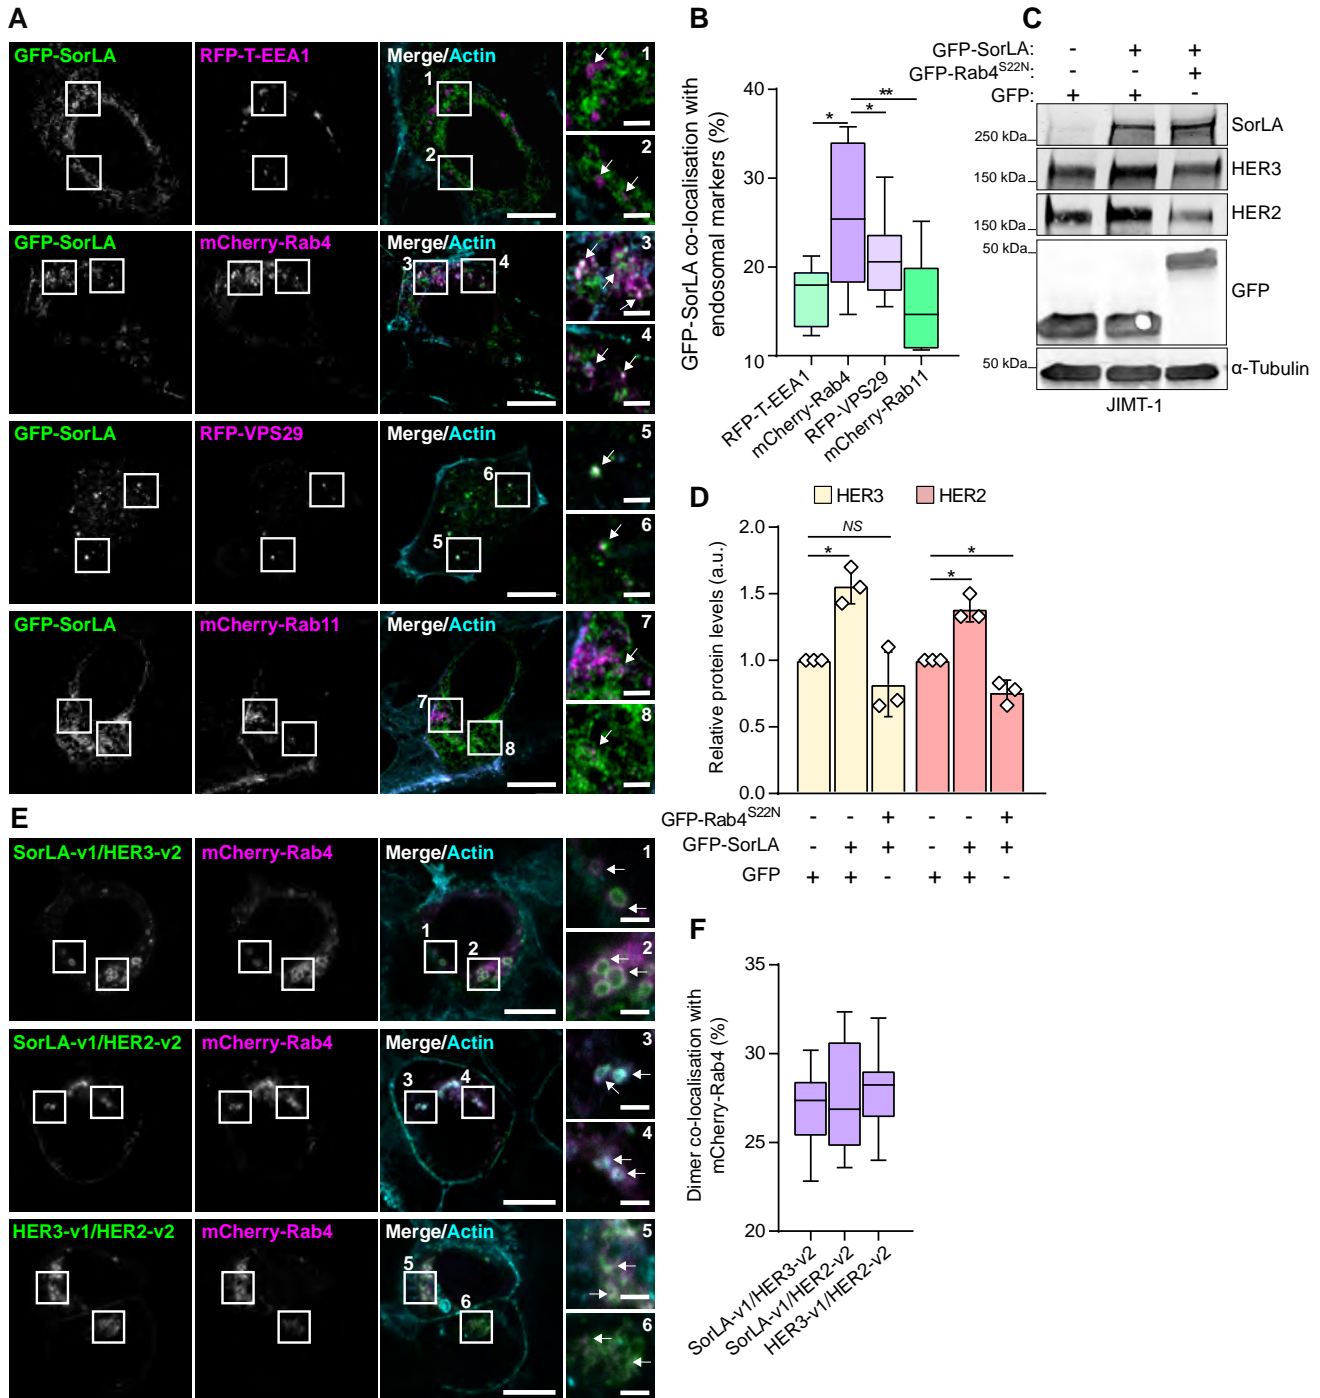 A
GFP-SorLA
RFP-T-EEA1
Merge/Actin
1
2
1
2
GFP-SorLA
mCherry-Rab4
Merge/Actin
3
4
3
4
GFP-SorLA
RFP-VPS29
Merge/Actin
6
5
5
6
GFP-SorLA
mCherry-Rab11
Merge/Actin
7
8
7
8
B
GFP-SorLA co-localisation with
endosomal markers (%)
40
30
20
10
*
**
*
RFP-T-EEA1
mCherry-Rab4
RFP-VPS29
mCherry-Rab11
C
GFP-SorLA: - + +
GFP-Rab4S22N: - - +
GFP: + + -
250 kDa
SorLA
150 kDa
HER3
150 kDa
HER2
50 kDa
GFP
50 kDa
α-Tubulin
JIMT-1
D
HER3
HER2
Relative protein levels (a.u.)
2.0
1.5
1.0
0.5
0.0
NS
*
*
*
GFP-Rab4S22N - - + - - +
GFP-SorLA - + + - + +
GFP + + - + + -
E
SorLA-v1/HER3-v2
mCherry-Rab4
Merge/Actin
1
2
1
2
SorLA-v1/HER2-v2
mCherry-Rab4
Merge/Actin
3
4
3
4
HER3-v1/HER2-v2
mCherry-Rab4
Merge/Actin
5
6
5
6
F
Dimer co-localisation with
mCherry-Rab4 (%)
35
30
25
20
SorLA-v1/HER3-v2
SorLA-v1/HER2-v2
HER3-v1/HER2-v2